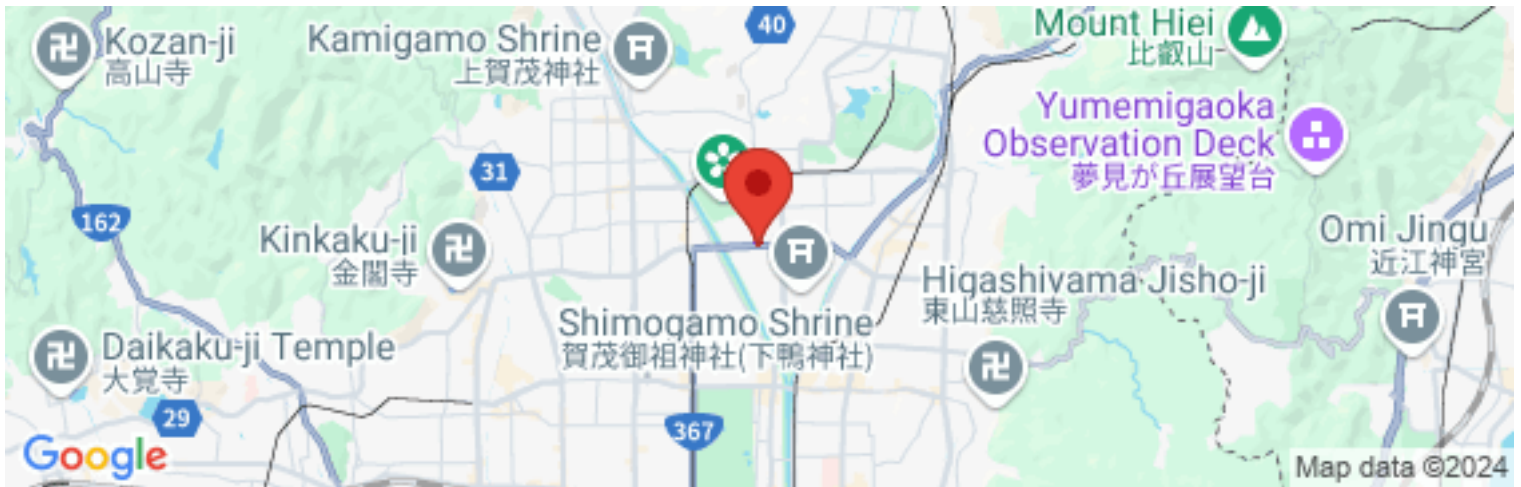 Kozan-ji
高山寺
Kamigamo Shrine
上賀茂神社
40
Mount Hiei
比叡山
Yumemigaoka
Observation Deck
夢見が丘展望台
31
162
Kinkaku-ji
金閣寺
Omi Jingu
近江神宮
Higashiyama Jisho-ji
東山慈照寺
Shimogamo Shrine
賀茂御祖神社(下鴨神社)
Daikaku-ji Temple
大覚寺
29
367
Google
Map data ©2024